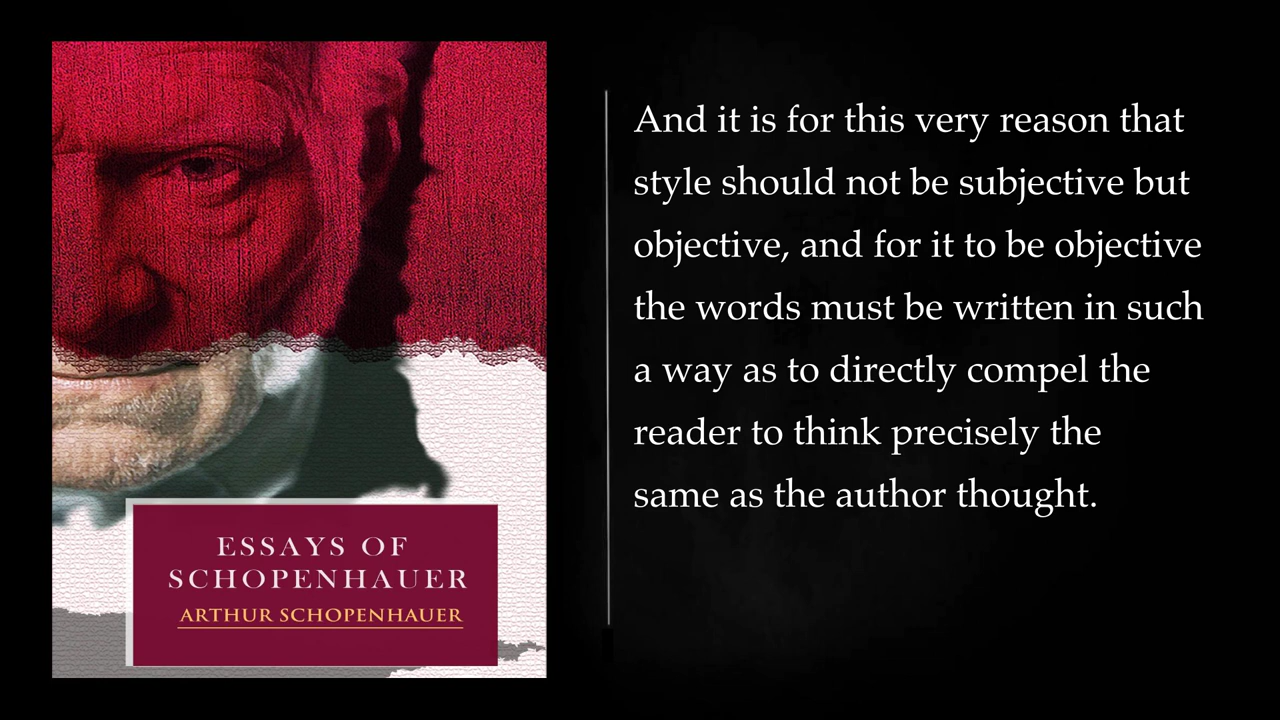 ESSAYS OF
SCHOPENHAUER
ARTHUR SCHOPENHAUER
And it is for this very reason that
style should not be subjective but
objective, and for it to be objective
the words must be written in such
a way as to directly compel the
reader to think precisely the
same as the author thought.